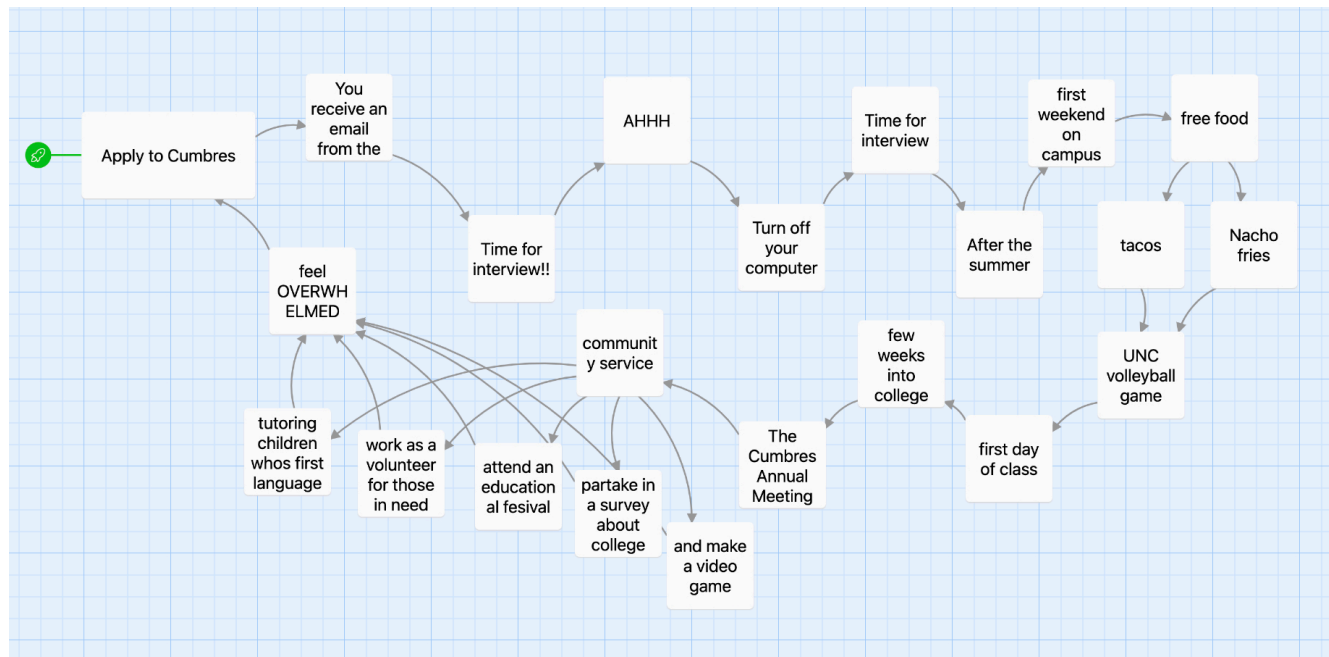 Apply to Cumbres
You
receive an
email
from the
Time for
interview!!
AHHH
Turn off
your
computer
Time for
interview
After the
summer
first
weekend
on
campus
free food
tacos
Nacho
fries
UNC
volleyball
game
first day
of class
few
weeks
into
college
The
Cumbres
Annual
Meeting
communit
y service
tutoring
children
whos first
language
work as a
volunteer
for those
in need
attend an
education
al fesival
partake in
a survey
about
college
and make
a video
game
feel
OVERWH
ELMED